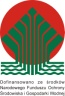 Dofinansowano ze środków
Narodowego Funduszu Ochrony
Środowiska i Gospodarki Wodnej